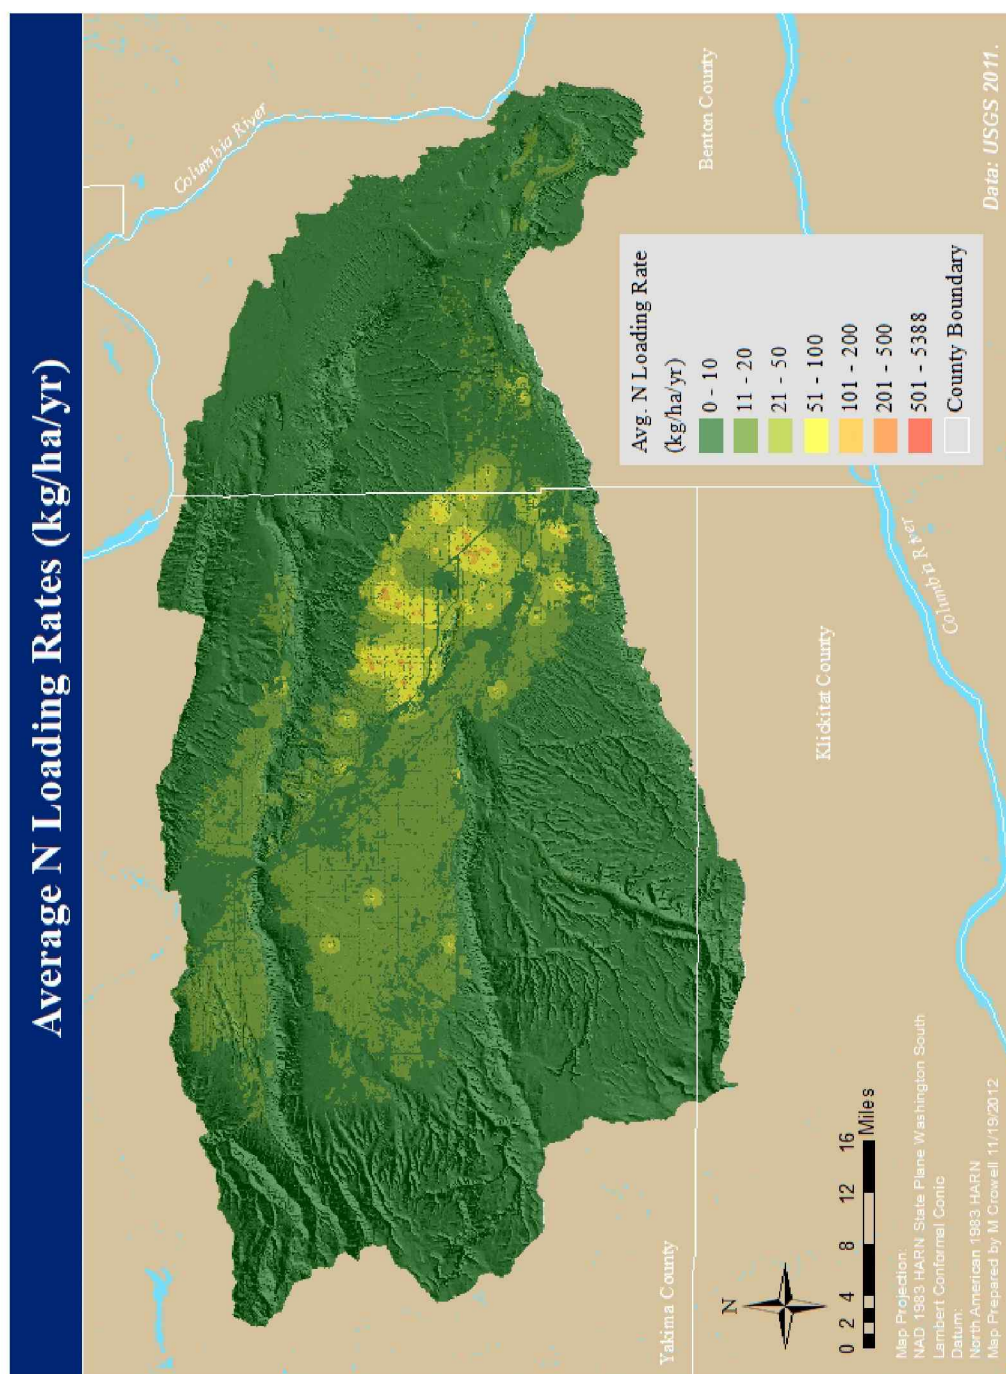 Average N Loading Rates (kg/ha/yr)
Columbia River
Benton County
Avg. N Loading Rate
(kg/ha/yr)
0 - 10
11 - 20
21 - 50
51 - 100
101 - 200
201 - 500
501 - 5388
County Boundary
Klickitat County
Columbia River
Yakima County
N
0 2 4 8 12 16
Miles
Map Projection:
NAD 1983 HARN State Plane Washington South
Lambert Conformal Conic
Datum:
North American 1983 HARN
Map Prepared by M Crowell 11/19/2012
Data: USGS 2011.